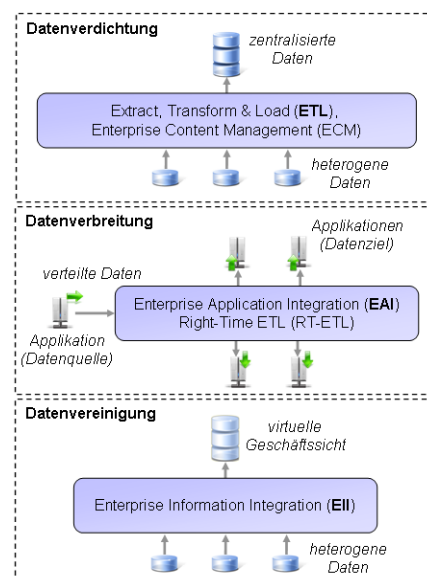 Datenverdichtung
zentralisierte
Daten
Extract, Transform & Load (ETL),
Enterprise Content Management (ECM)
heterogene
Daten
Datenverbreitung
Applikationen
(Datenziel)
verteilte Daten
Enterprise Application Integration (EAI)
Right-Time ETL (RT-ETL)
Applikation
(Datenquelle)
Datenvereinigung
virtuelle
Geschäftssicht
Enterprise Information Integration (EII)
heterogene
Daten